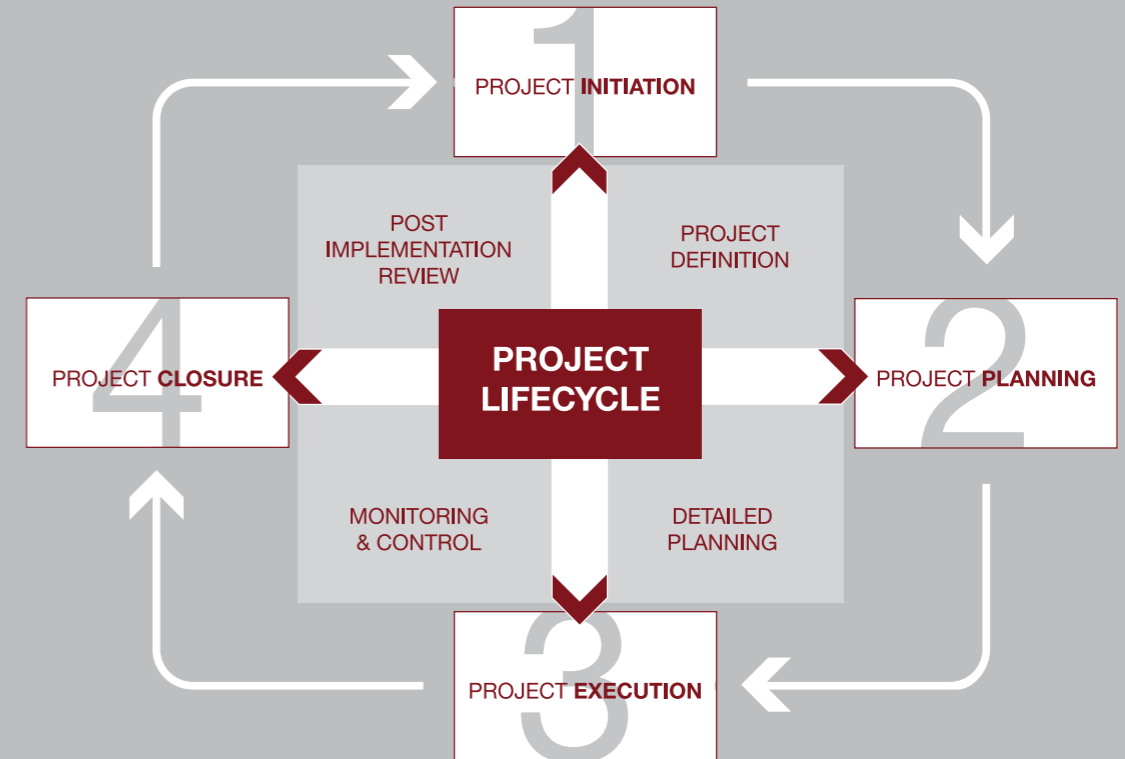 1
PROJECT INITIATION
POST
IMPLEMENTATION
REVIEW
PROJECT
DEFINITION
4
PROJECT CLOSURE
PROJECT
LIFECYCLE
2
PROJECT PLANNING
MONITORING
& CONTROL
DETAILED
PLANNING
3
PROJECT EXECUTION